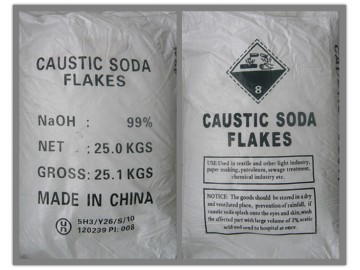 CAUSTIC SODA
FLAKES
NaOH : 99%
NET : 25.0 KGS
GROSS: 25.1 KGS
MADE IN CHINA
un
5H3/Y26/S/10
120239 PI: 008
8
CAUSTIC SODA
FLAKES
USE:Used in textile and other light industry,
paper making, petroleum, sewage treatment,
chemical industry etc.
NOTICE: The goods should be stored in a dry
and ventilated place, prevention of rainfall, if
caustic soda splash onto the eyes and skin,wash
the affected part with large volume of 2% acetic
acid and send to hospital at once.